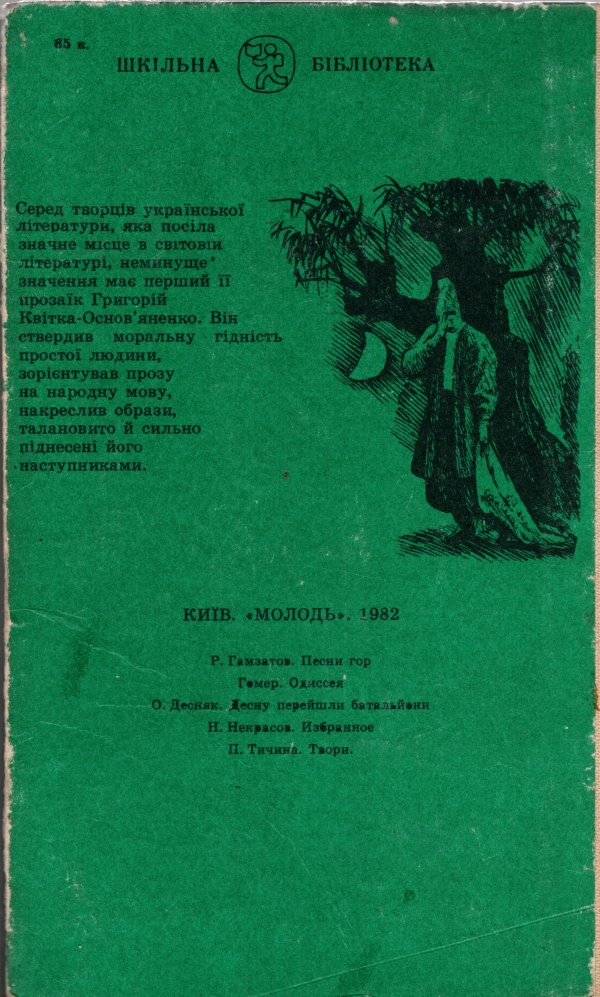 65 к.
ШКІЛЬНА БІБЛІОТЕКА
Серед творців української
літератури, яка посіла
значне місце в світовій
літературі, неминуще
значення має перший її
прозаїк Григорій
Квітка-Основ'яненко. Він
ствердив моральну гідність
простої людини,
зорієнтував прозу
на народну мову,
накреслив образи,
талановито й сильно
піднесені його
наступниками.
КИЇВ. «МОЛОДЬ». 1982
Р. Гамзатов. Песни гор
Гомер. Одиссея
О. Десняк. Десну перейшли батальйони
Н. Некрасов. Избранное
П. Тичина. Твори.